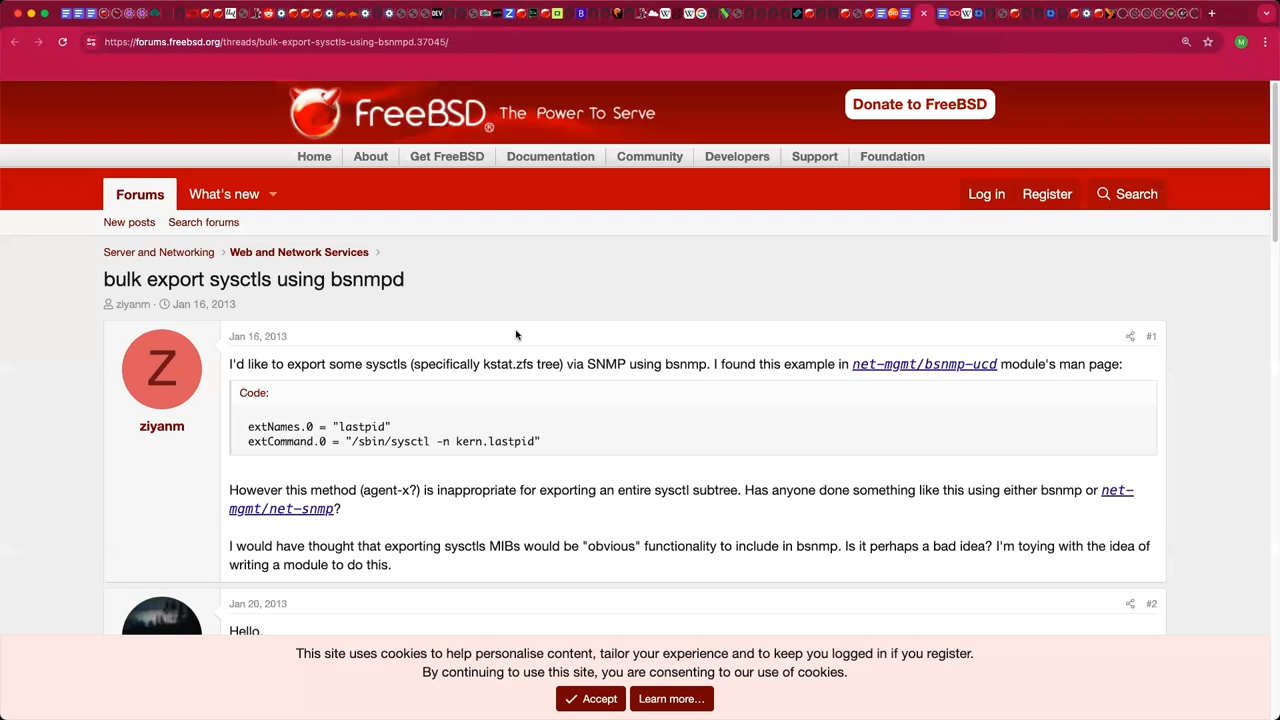 https://forums.freebsd.org/threads/bulk-export-sysctls-using-bsnmpd.37045/
M
FreeBSD® The Power To Serve
Donate to FreeBSD
Home About Get FreeBSD Documentation Community Developers Support Foundation
Forums What's new Log in Register Search
New posts Search forums
Server and Networking Web and Network Services
bulk export sysctls using bsnmpd
ziyanm · Jan 16, 2013
Z
ziyanm
Jan 16, 2013 #1
I'd like to export some sysctls (specifically kstat.zfs tree) via SNMP using bsnmp. I found this example in net-mgmt/bsnmp-ucd module's man page:
Code:
extNames.0 = "lastpid"
extCommand.0 = "/sbin/sysctl -n kern.lastpid"
However this method (agent-x?) is inappropriate for exporting an entire sysctl subtree. Has anyone done something like this using either bsnmp or net-
mgmt/net-snmp?
I would have thought that exporting sysctls MIBs would be "obvious" functionality to include in bsnmp. Is it perhaps a bad idea? I'm toying with the idea of
writing a module to do this.
Jan 20, 2013 #2
Hello,
This site uses cookies to help personalise content, tailor your experience and to keep you logged in if you register.
By continuing to use this site, you are consenting to our use of cookies.
Accept Learn more…